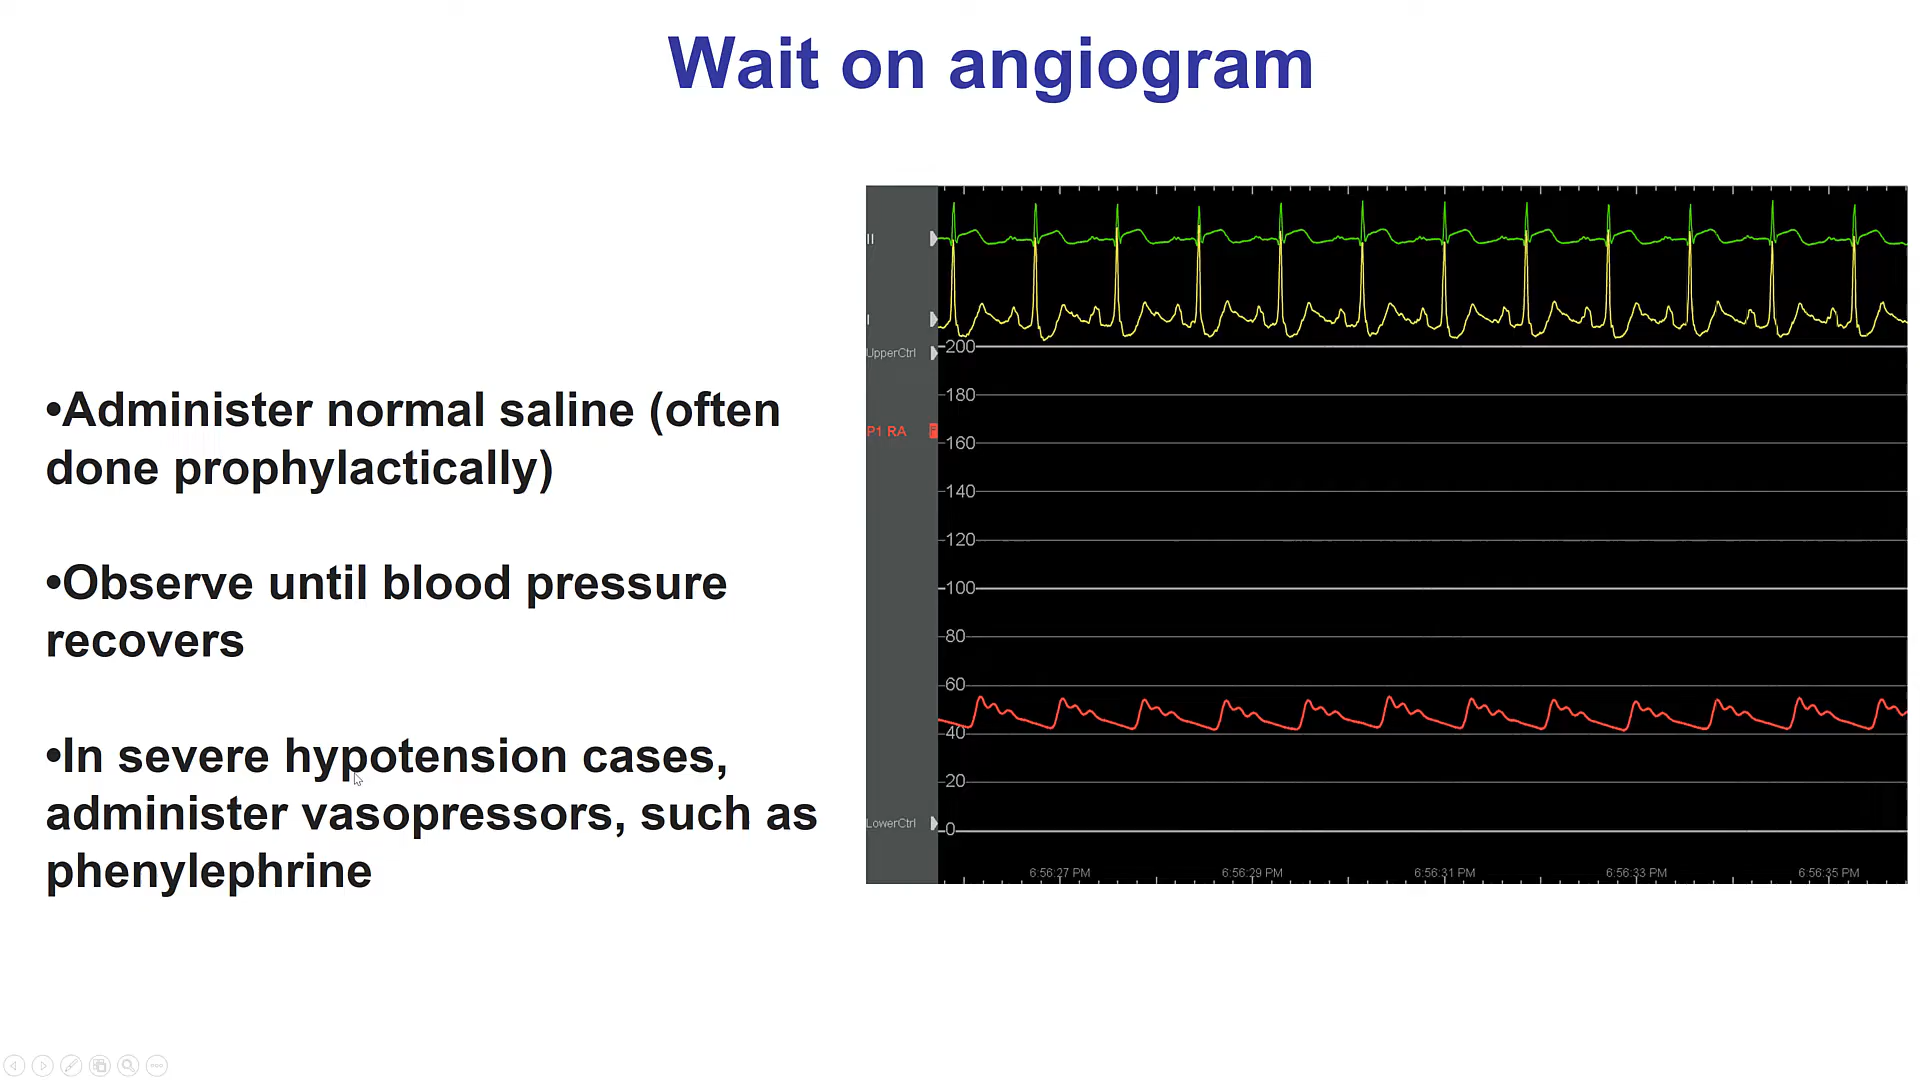 Wait on angiogram
•Administer normal saline (often
done prophylactically)
•Observe until blood pressure
recovers
•In severe hypotension cases,
administer vasopressors, such as
phenylephrine
II
I
UpperCtrl
200
180
P1 RA P
160
140
120
100
80
60
40
20
LowerCtrl
0
6:56:27 PM 6:56:29 PM 6:56:31 PM 6:56:33 PM 6:56:35 PM